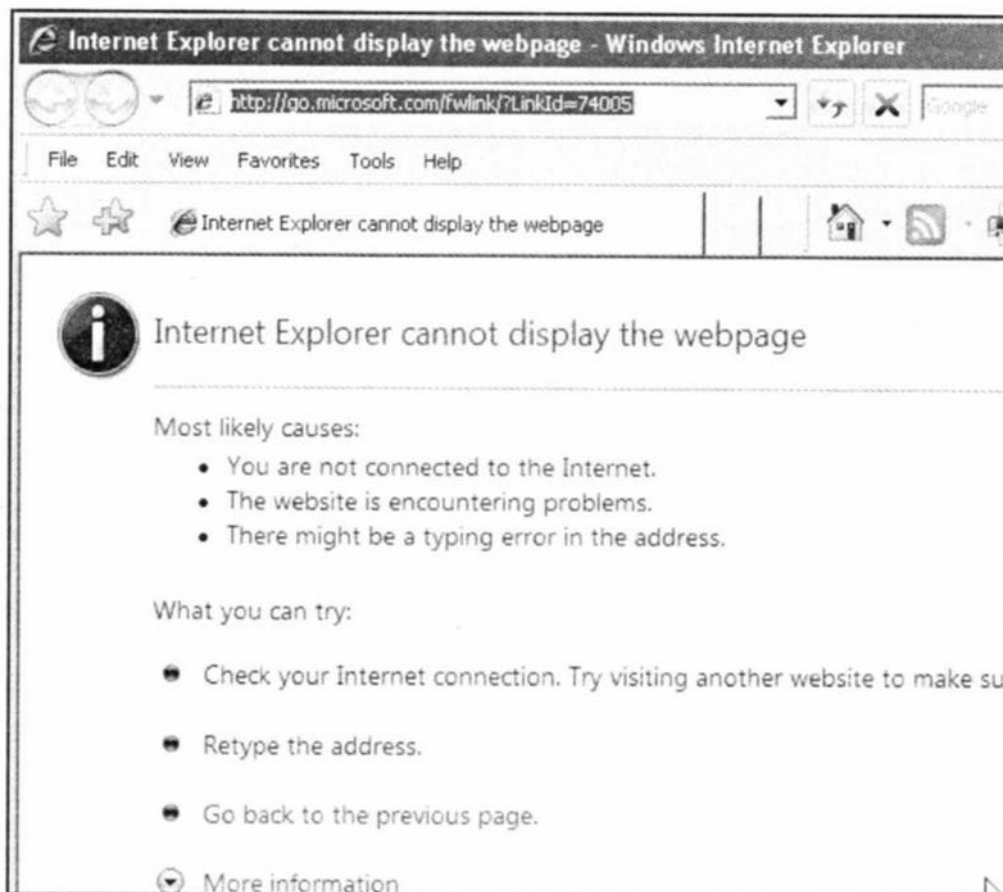 Internet Explorer cannot display the webpage - Windows Internet Explorer
http://go.microsoft.com/fwlink/?LinkId=74005
Google
File Edit View Favorites Tools Help
Internet Explorer cannot display the webpage
Internet Explorer cannot display the webpage
Most likely causes:
• You are not connected to the Internet.
• The website is encountering problems.
• There might be a typing error in the address.
What you can try:
Check your Internet connection. Try visiting another website to make su
Retype the address.
Go back to the previous page.
More information